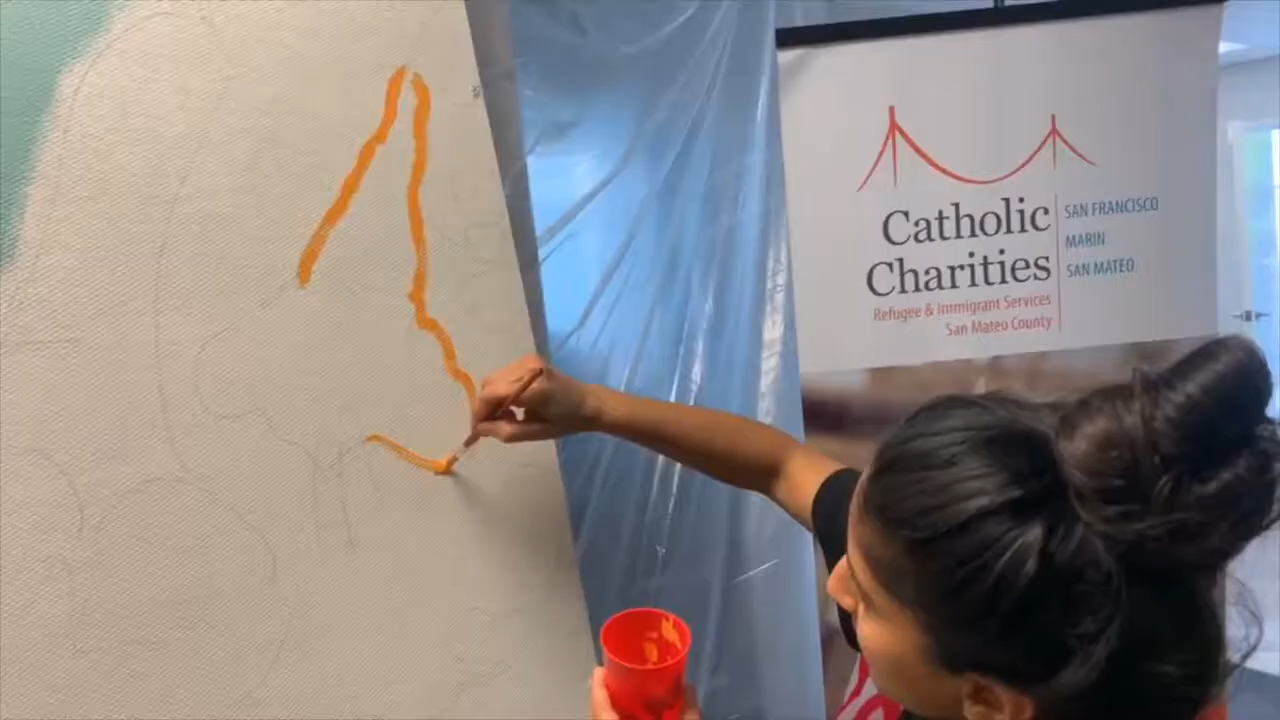 Catholic
Charities
SAN FRANCISCO
MARIN
SAN MATEO
Refugee & Immigrant Services
San Mateo County